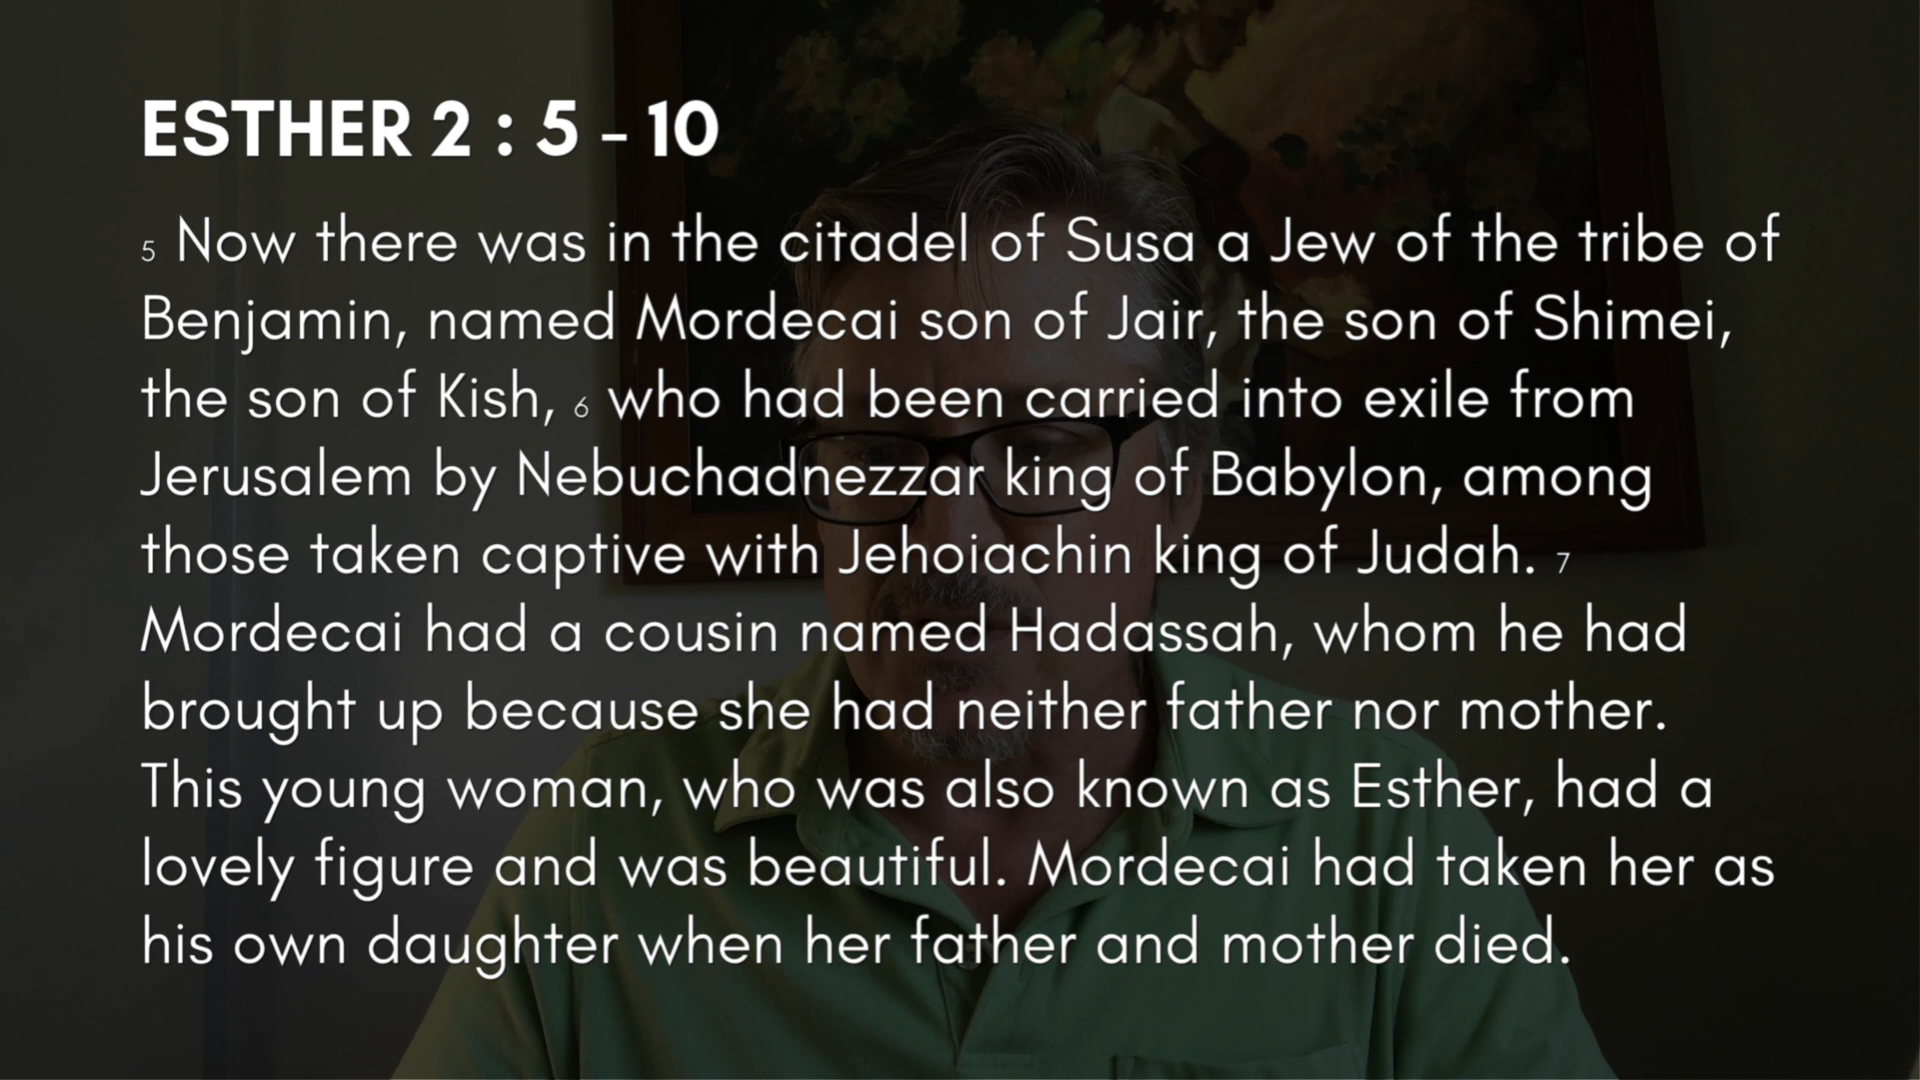 ESTHER 2 : 5 - 10
5 Now there was in the citadel of Susa a Jew of the tribe of
Benjamin, named Mordecai son of Jair, the son of Shimei,
the son of Kish, 6 who had been carried into exile from
Jerusalem by Nebuchadnezzar king of Babylon, among
those taken captive with Jehoiachin king of Judah. 7
Mordecai had a cousin named Hadassah, whom he had
brought up because she had neither father nor mother.
This young woman, who was also known as Esther, had a
lovely figure and was beautiful. Mordecai had taken her as
his own daughter when her father and mother died.